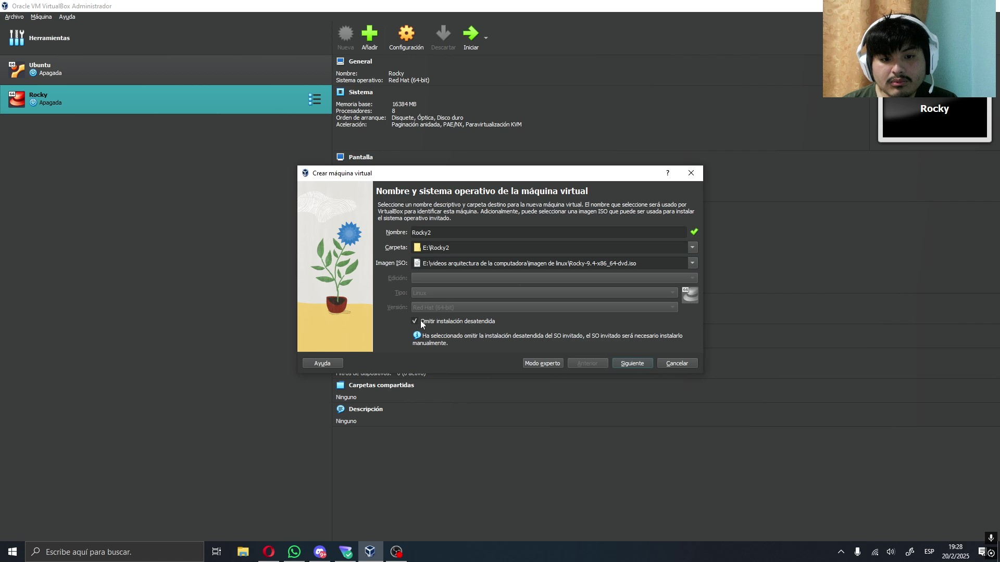 Oracle VM VirtualBox Administrador
Archivo Máquina Ayuda
Herramientas
Nueva Añadir Configuración Descartar Iniciar
64 Ubuntu
Apagada
64 Rocky
Apagada
General
Nombre: Rocky
Sistema operativo: Red Hat (64-bit)
Sistema
Memoria base: 16384 MB
Procesadores: 8
Orden de arranque: Disquete, Óptica, Disco duro
Aceleración: Paginación anidada, PAE/NX, Paravirtualización KVM
Rocky
Pantalla
Crear máquina virtual
?
Nombre y sistema operativo de la máquina virtual
Seleccione un nombre descriptivo y carpeta destino para la nueva máquina virtual. El nombre que seleccione será usado por
VirtualBox para identificar esta máquina. Adicionalmente, puede seleccionar una imagen ISO que puede ser usada para instalar
el sistema operativo invitado.
Nombre: Rocky2
Carpeta: E:\Rocky2
Imagen ISO: E:\videos arquitectura de la computadora\imagen de linux\Rocky-9.4-x86_64-dvd.iso
Edición:
Tipo: Linux
64
Versión: Red Hat (64-bit)
Omitir instalación desatendida
Ha seleccionado omitir la instalación desatendida del SO invitado, el SO invitado será necesario instalarlo
manualmente.
Ayuda Modo experto Anterior Siguiente Cancelar
Filtros de dispositivos: 0 (0 activo)
Carpetas compartidas
Ninguno
Descripción
Ninguno
Escribe aquí para buscar.
9+
ESP
19:28
20/2/2025